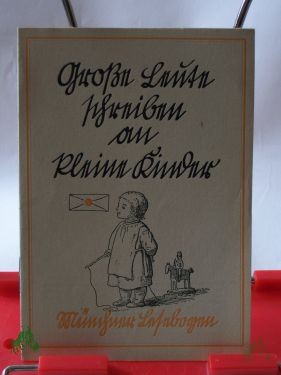 Große Leute
schreiben
an
kleine Kinder
Münchner Lesebogen